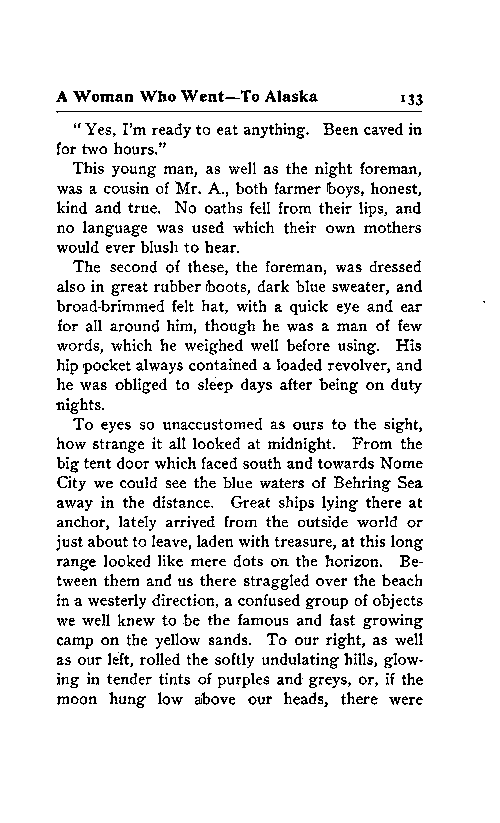 A Woman Who Went—To Alaska 133
"Yes, I'm ready to eat anything. Been caved in
for two hours."
This young man, as well as the night foreman,
was a cousin of Mr. A., both farmer boys, honest,
kind and true. No oaths fell from their lips, and
no language was used which their own mothers
would ever blush to hear.
The second of these, the foreman, was dressed
also in great rubber boots, dark blue sweater, and
broad-brimmed felt hat, with a quick eye and ear
for all around him, though he was a man of few
words, which he weighed well before using. His
hip pocket always contained a loaded revolver, and
he was obliged to sleep days after being on duty
nights.
To eyes so unaccustomed as ours to the sight,
how strange it all looked at midnight. From the
big tent door which faced south and towards Nome
City we could see the blue waters of Behring Sea
away in the distance. Great ships lying there at
anchor, lately arrived from the outside world or
just about to leave, laden with treasure, at this long
range looked like mere dots on the horizon. Be-
tween them and us there straggled over the beach
in a westerly direction, a confused group of objects
we well knew to be the famous and fast growing
camp on the yellow sands. To our right, as well
as our left, rolled the softly undulating hills, glow-
ing in tender tints of purples and greys, or, if the
moon hung low above our heads, there were